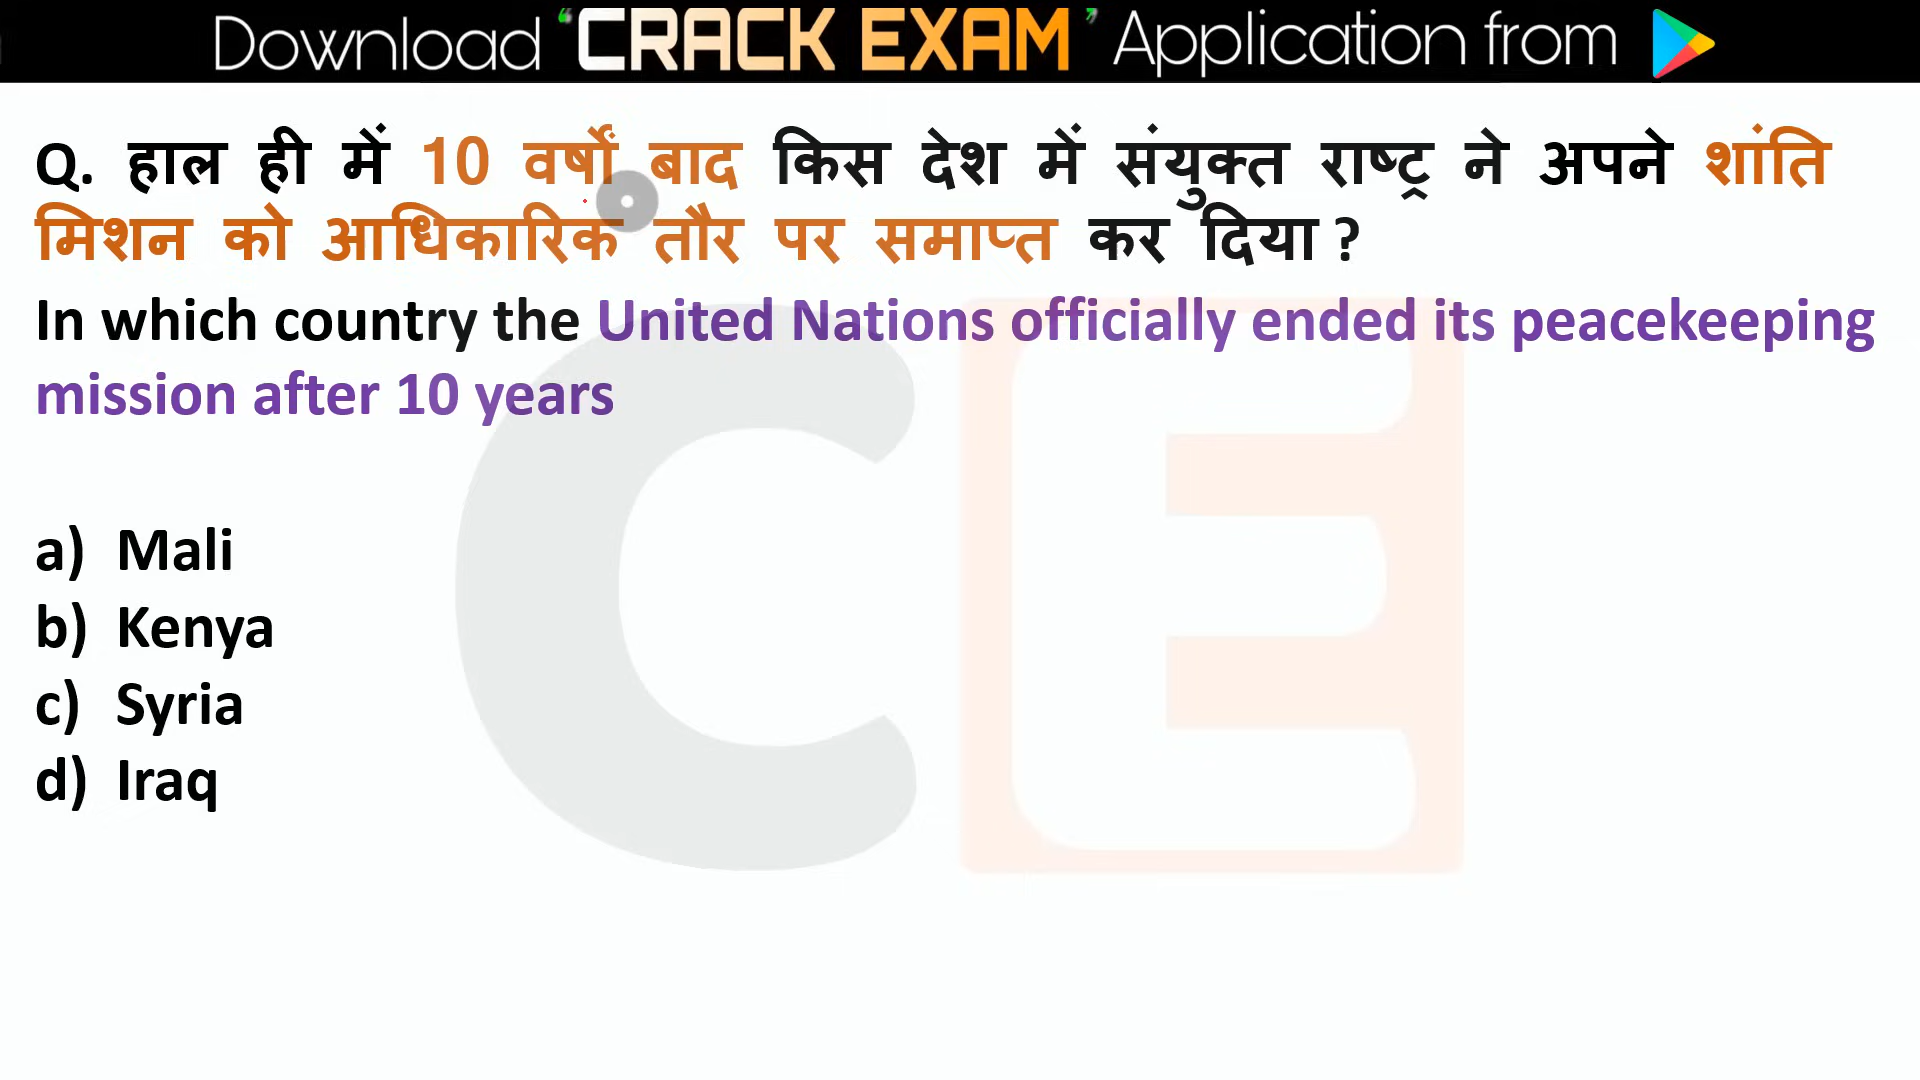 Download ‘CRACK EXAM’ Application from
Q. हाल ही में 10 वर्षों बाद किस देश में संयुक्त राष्ट्र ने अपने शांति
मिशन को आधिकारिक तौर पर समाप्त कर दिया ?
In which country the United Nations officially ended its peacekeeping
mission after 10 years
a) Mali
b) Kenya
c) Syria
d) Iraq
CE